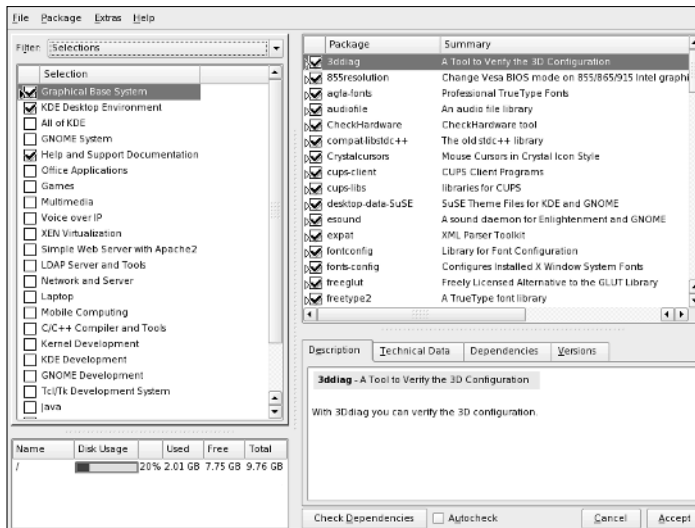 File Package Extras Help
Filter: Selections
Selection
Graphical Base System
KDE Desktop Environment
All of KDE
GNOME System
Help and Support Documentation
Office Applications
Games
Multimedia
Voice over IP
XEN Virtualization
Simple Web Server with Apache2
LDAP Server and Tools
Network and Server
Laptop
Mobile Computing
C/C++ Compiler and Tools
Kernel Development
KDE Development
GNOME Development
Tcl/Tk Development System
Java
Name Disk Usage Used Free Total
/ 20% 2.01 GB 7.75 GB 9.76 GB
Package Summary
3ddiag A Tool to Verify the 3D Configuration
855resolution Change Vesa BIOS mode on 855/865/915 Intel graphi
agfa-fonts Professional TrueType Fonts
audiofile An audio file library
CheckHardware CheckHardware tool
compat-libstdc++ The old stdc++ library
Crystalcursors Mouse Cursors in Crystal Icon Style
cups-client CUPS Client Programs
cups-libs libraries for CUPS
desktop-data-SuSE SuSE Theme Files for KDE and GNOME
esound A sound daemon for Enlightenment and GNOME
expat XML Parser Toolkit
fontconfig Library for Font Configuration
fonts-config Configures Installed X Window System Fonts
freeglut Freely Licensed Alternative to the GLUT Library
freetype2 A TrueType font library
Description Technical Data Dependencies Versions
3ddiag - A Tool to Verify the 3D Configuration
With 3Ddiag you can verify the 3D configuration.
Check Dependencies Autocheck Cancel Accept